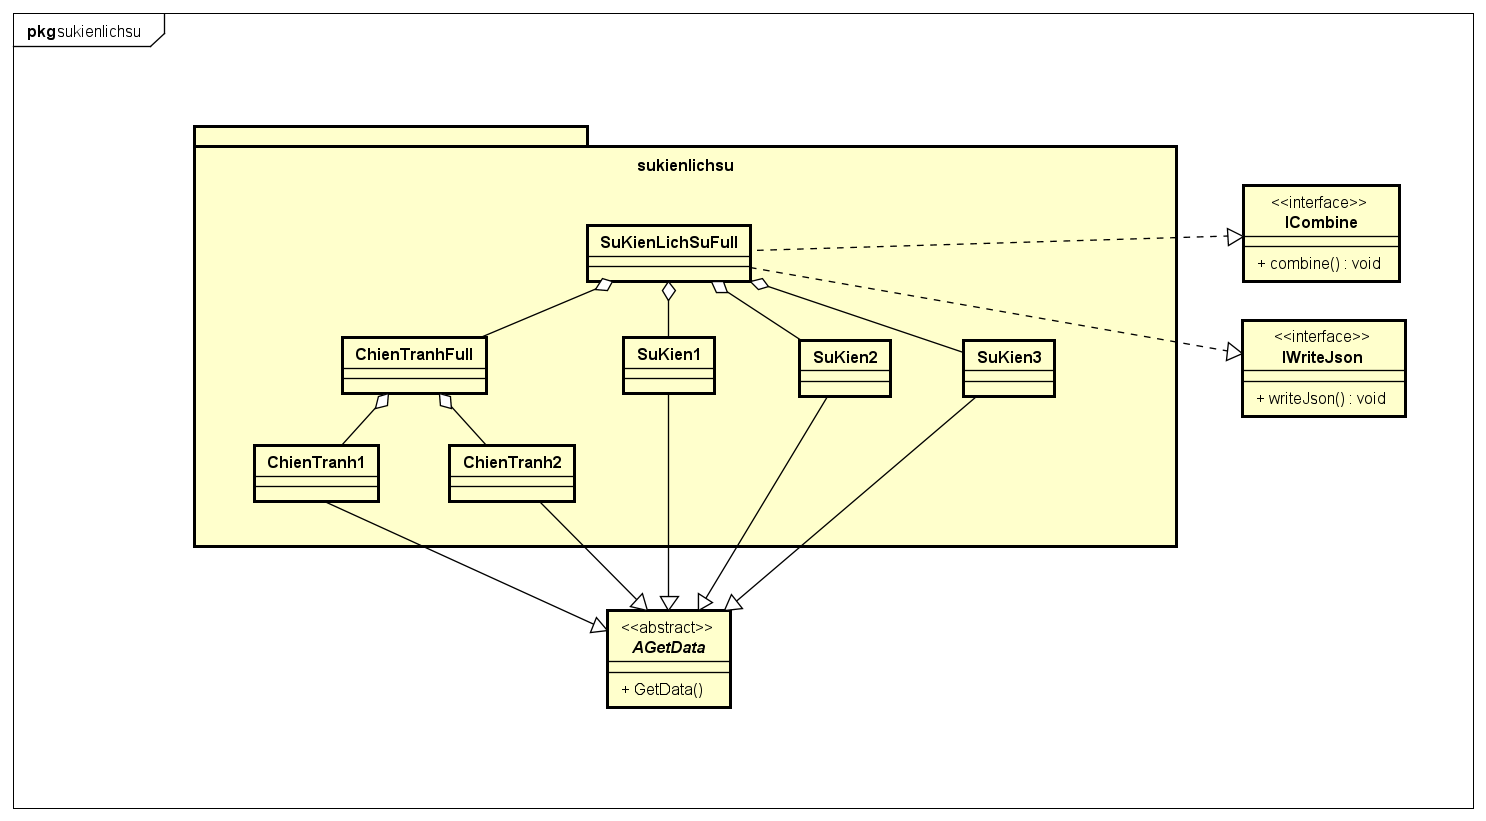 pkg sukienlichsu
sukienlichsu
<<interface>>
ICombine
+ combine() : void
SuKienLichSuFull
<<interface>>
IWriteJson
+ writeJson() : void
ChienTranhFull
SuKien1
SuKien2
SuKien3
ChienTranh1
ChienTranh2
<<abstract>>
AGetData
+ GetData()